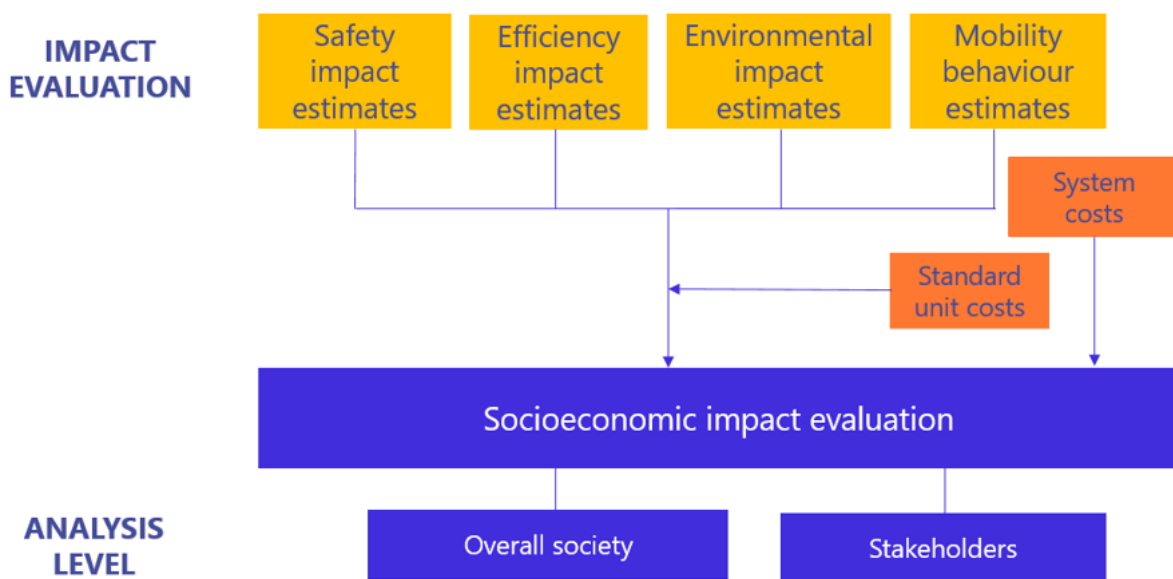 IMPACT
EVALUATION
Safety
impact
estimates
Efficiency
impact
estimates
Environmental
impact
estimates
Mobility
behaviour
estimates
System
costs
Standard
unit costs
Socioeconomic impact evaluation
ANALYSIS
LEVEL
Overall society
Stakeholders